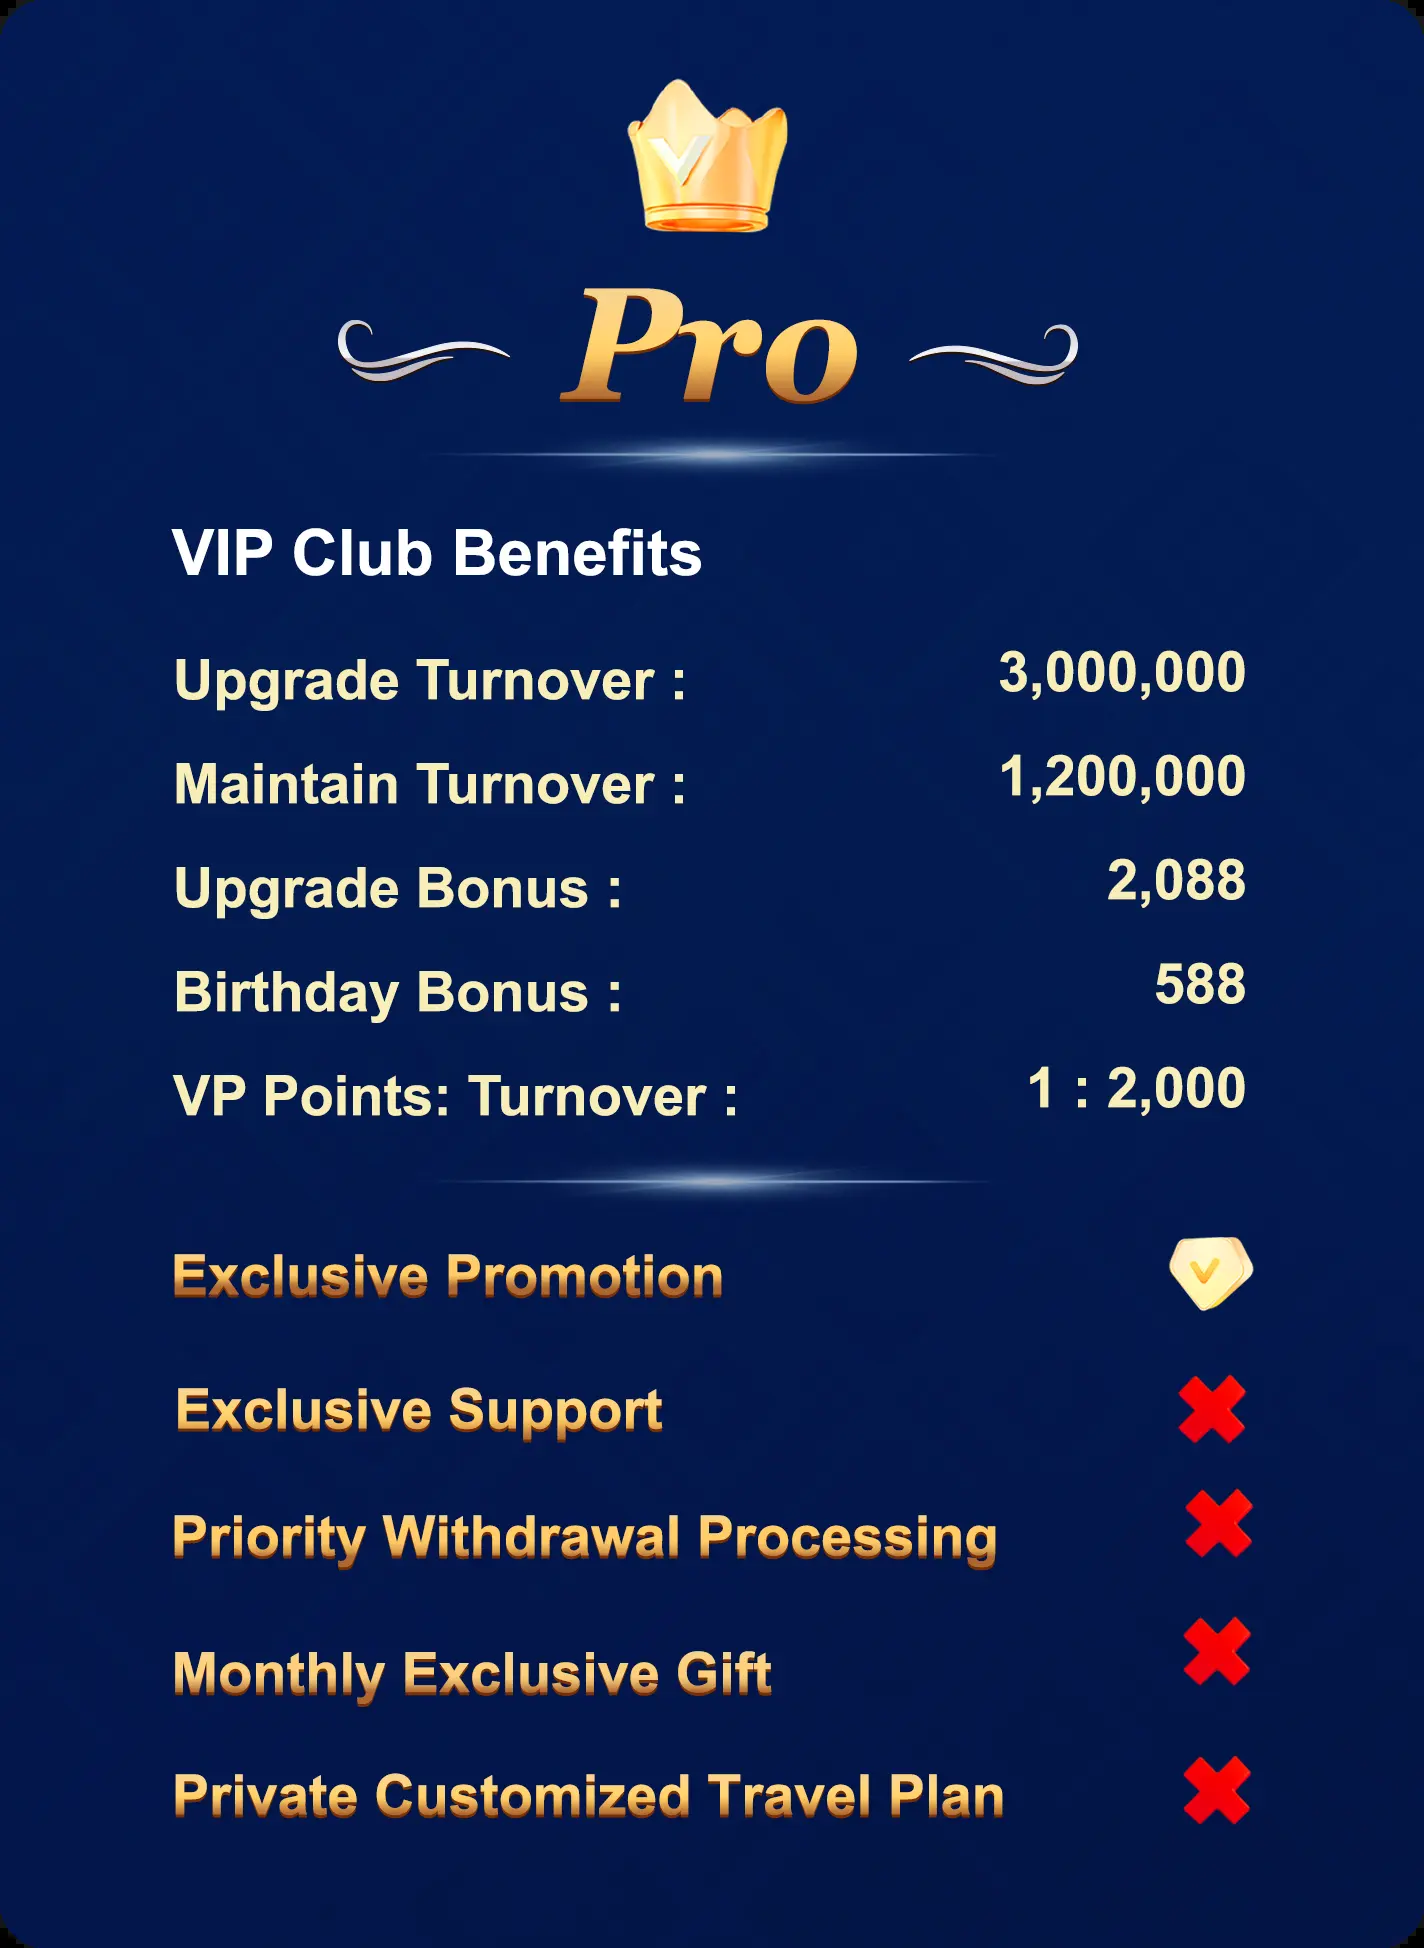 Pro
VIP Club Benefits
Upgrade Turnover : 3,000,000
Maintain Turnover : 1,200,000
Upgrade Bonus : 2,088
Birthday Bonus : 588
VP Points: Turnover : 1 : 2,000
Exclusive Promotion
Exclusive Support
Priority Withdrawal Processing
Monthly Exclusive Gift
Private Customized Travel Plan